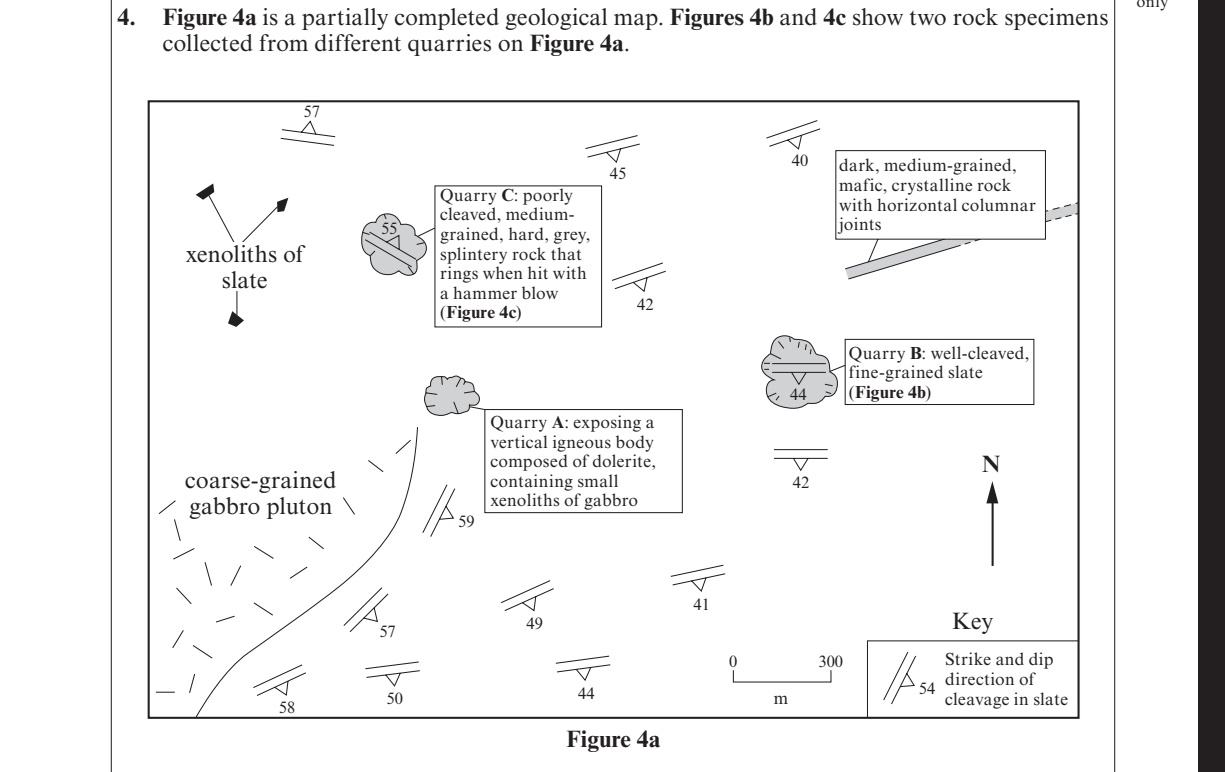 only
4. Figure 4a is a partially completed geological map. Figures 4b and 4c show two rock specimens
collected from different quarries on Figure 4a.
57
45
40
dark, medium-grained,
mafic, crystalline rock
with horizontal columnar
joints
Quarry C: poorly
cleaved, medium-
grained, hard, grey,
splintery rock that
rings when hit with
a hammer blow
(Figure 4c)
55
xenoliths of
slate
42
Quarry B: well-cleaved,
fine-grained slate
(Figure 4b)
44
Quarry A: exposing a
vertical igneous body
composed of dolerite,
containing small
xenoliths of gabbro
42
N
coarse-grained
gabbro pluton
59
57
49
41
58
50
44
0 300
m
Key
54
Strike and dip
direction of
cleavage in slate
Figure 4a